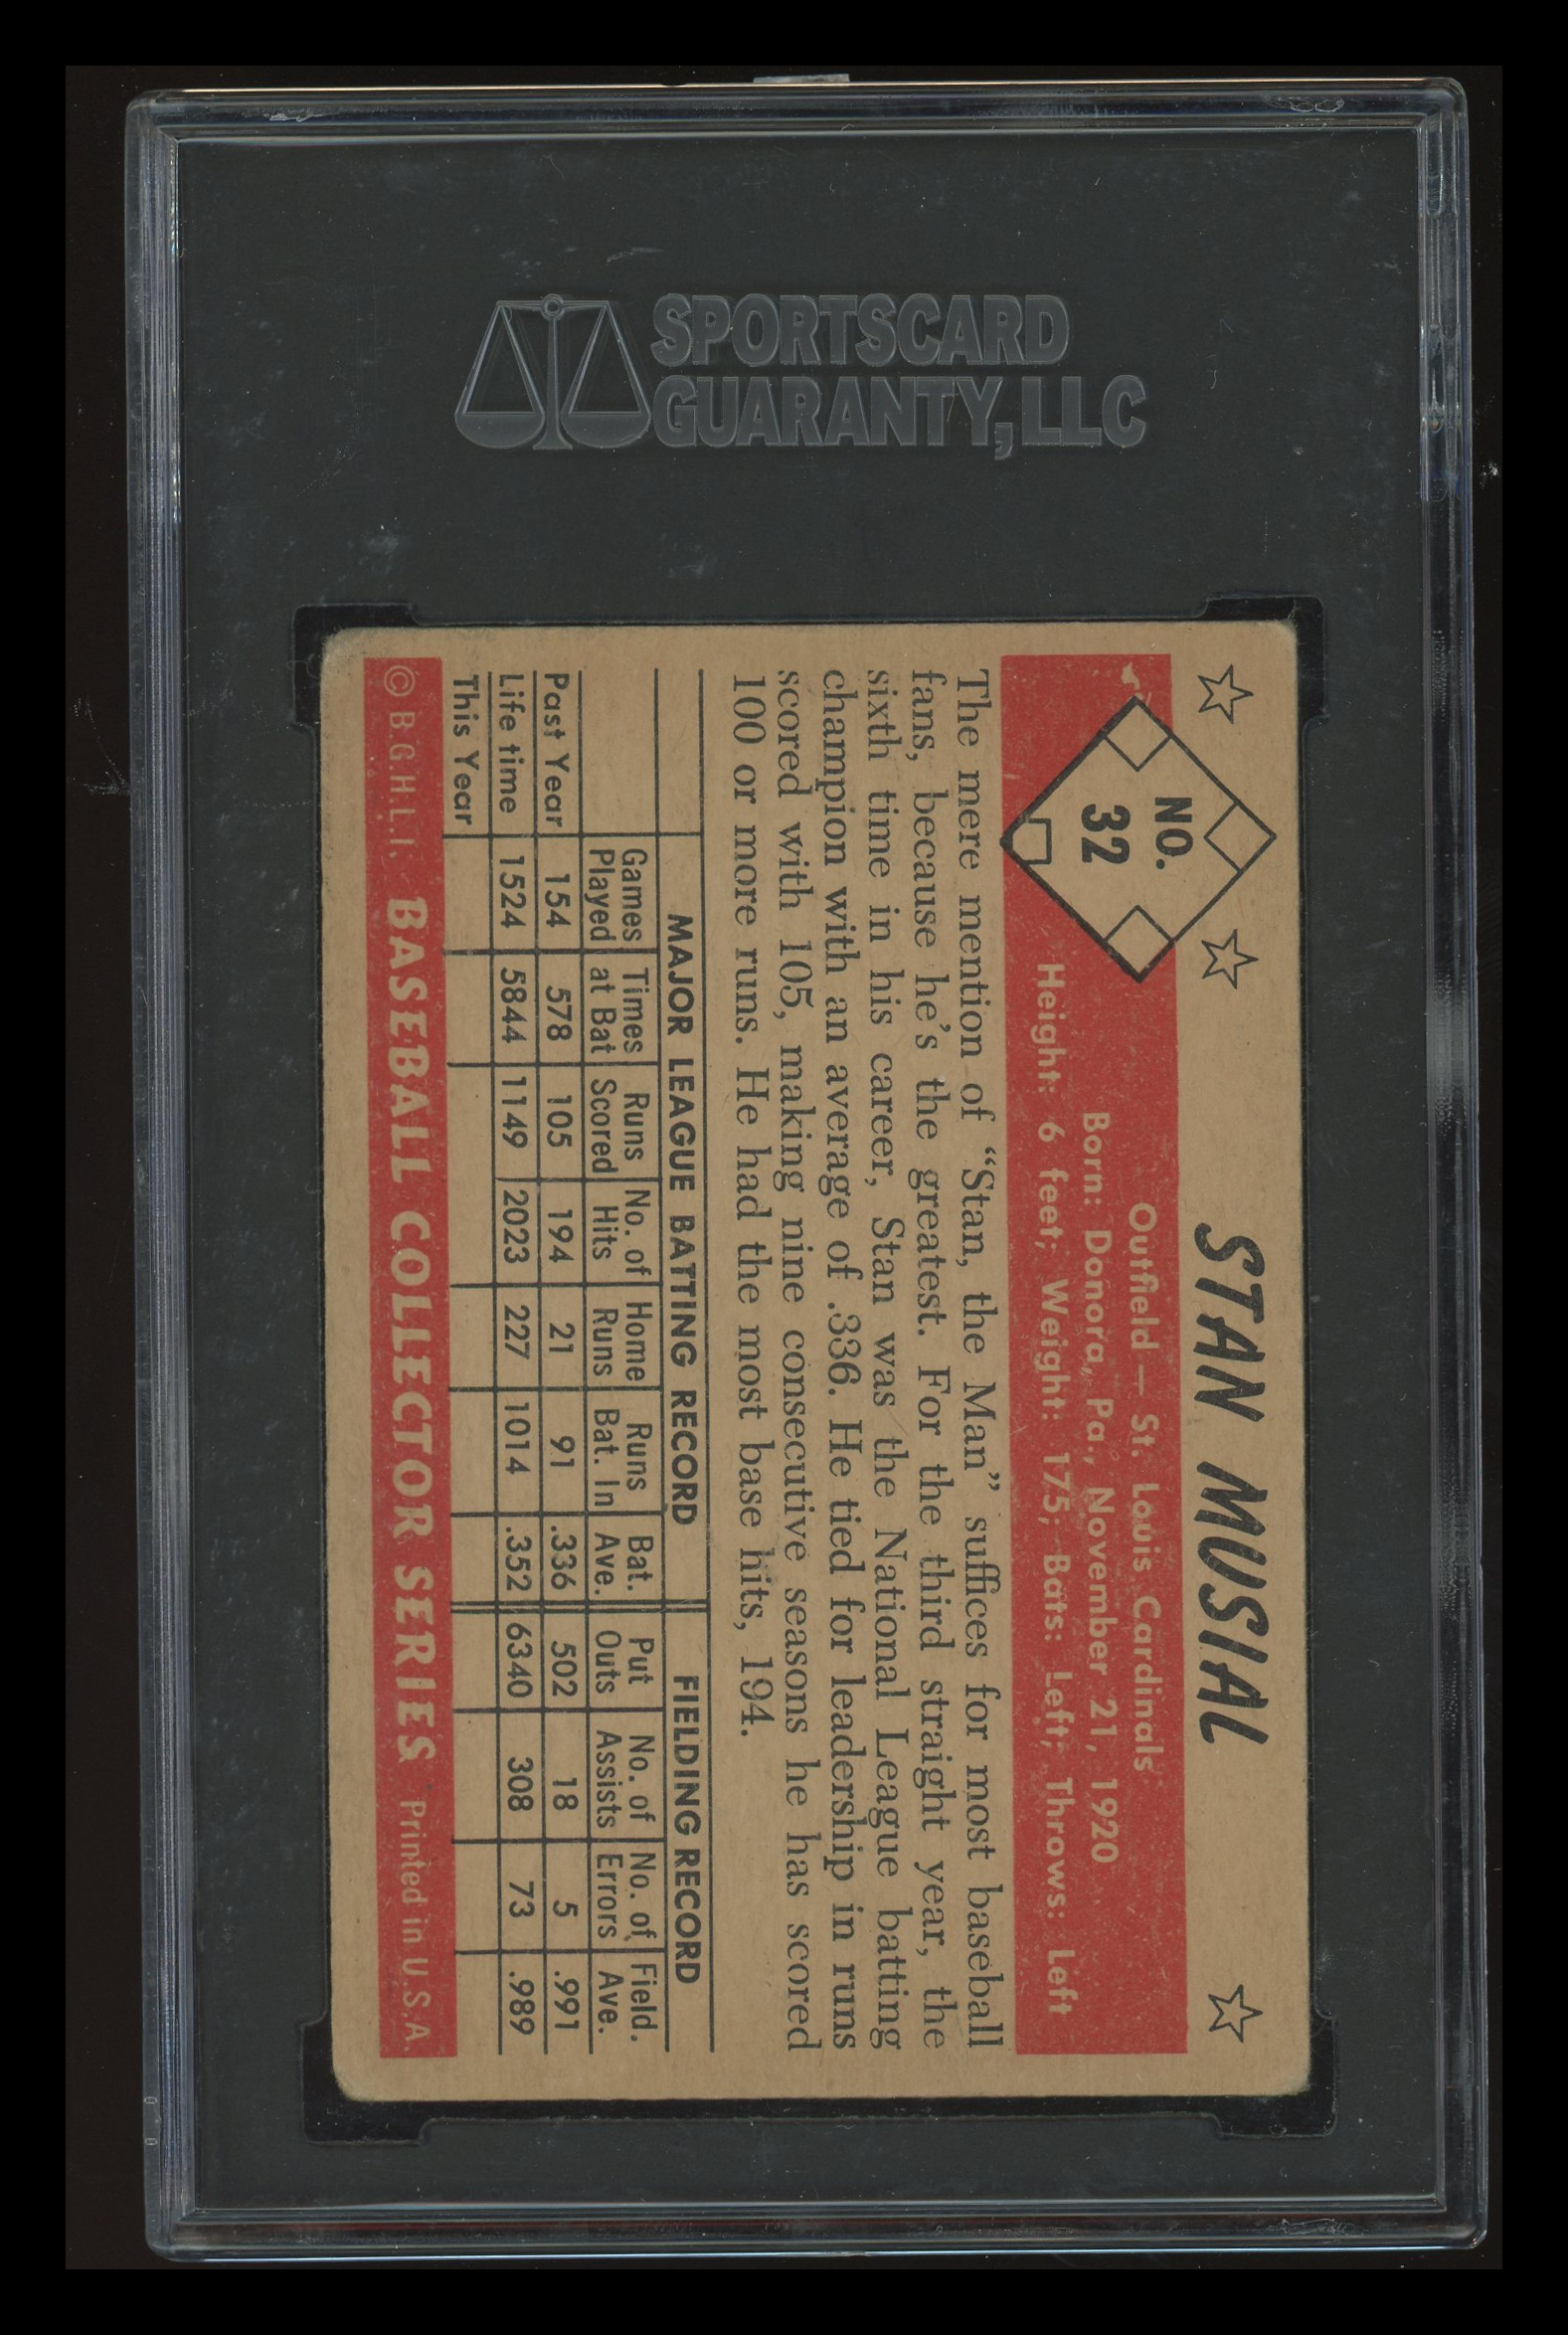 SPORTSCARD
GUARANTY, LLC
STAN MUSIAL
NO.
32
Outfield — St. Louis Cardinals
Born: Donora, Pa., November 21, 1920
Height: 6 feet; Weight: 175; Bats: Left; Throws: Left
The mere mention of “Stan, the Man” suffices for most baseball
fans, because he's the greatest. For the third straight year, the
sixth time in his career, Stan was the National League batting
champion with an average of .336. He tied for leadership in runs
scored with 105, making nine consecutive seasons he has scored
100 or more runs. He had the most base hits, 194.
MAJOR LEAGUE BATTING RECORD FIELDING RECORD
Games Times Runs No. of Home Runs Bat. Put No. of No. of Field.
Played at Bat Scored Hits Runs Bat. In Ave. Outs Assists Errors Ave.
Past Year 154 578 105 194 21 91 .336 502 18 5 .991
Life time 1524 5844 1149 2023 227 1014 .352 6340 308 73 .989
This Year
© B.G.H.L.I. BASEBALL COLLECTOR SERIES Printed in U.S.A.